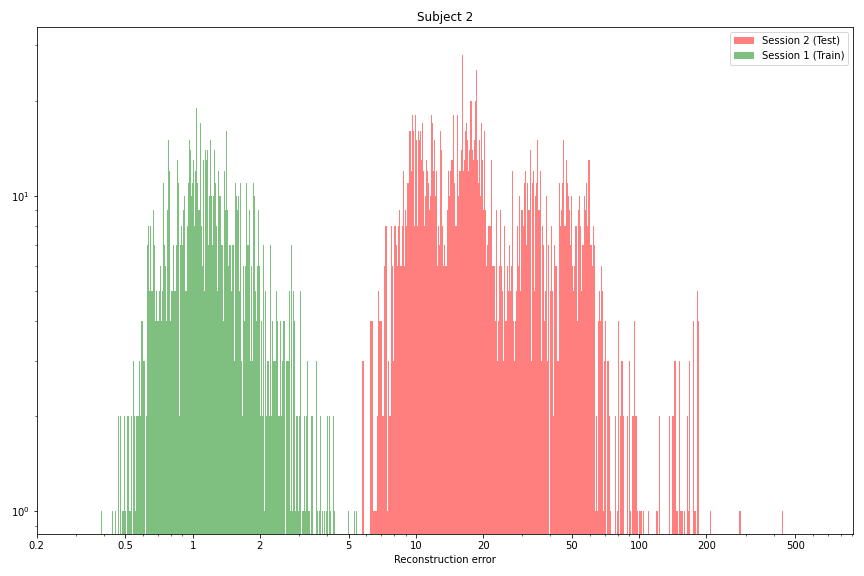 Subject 2
Session 2 (Test)
Session 1 (Train)
10¹
10⁰
0.2 0.5 1 2 5 10 20 50 100 200 500
Reconstruction error